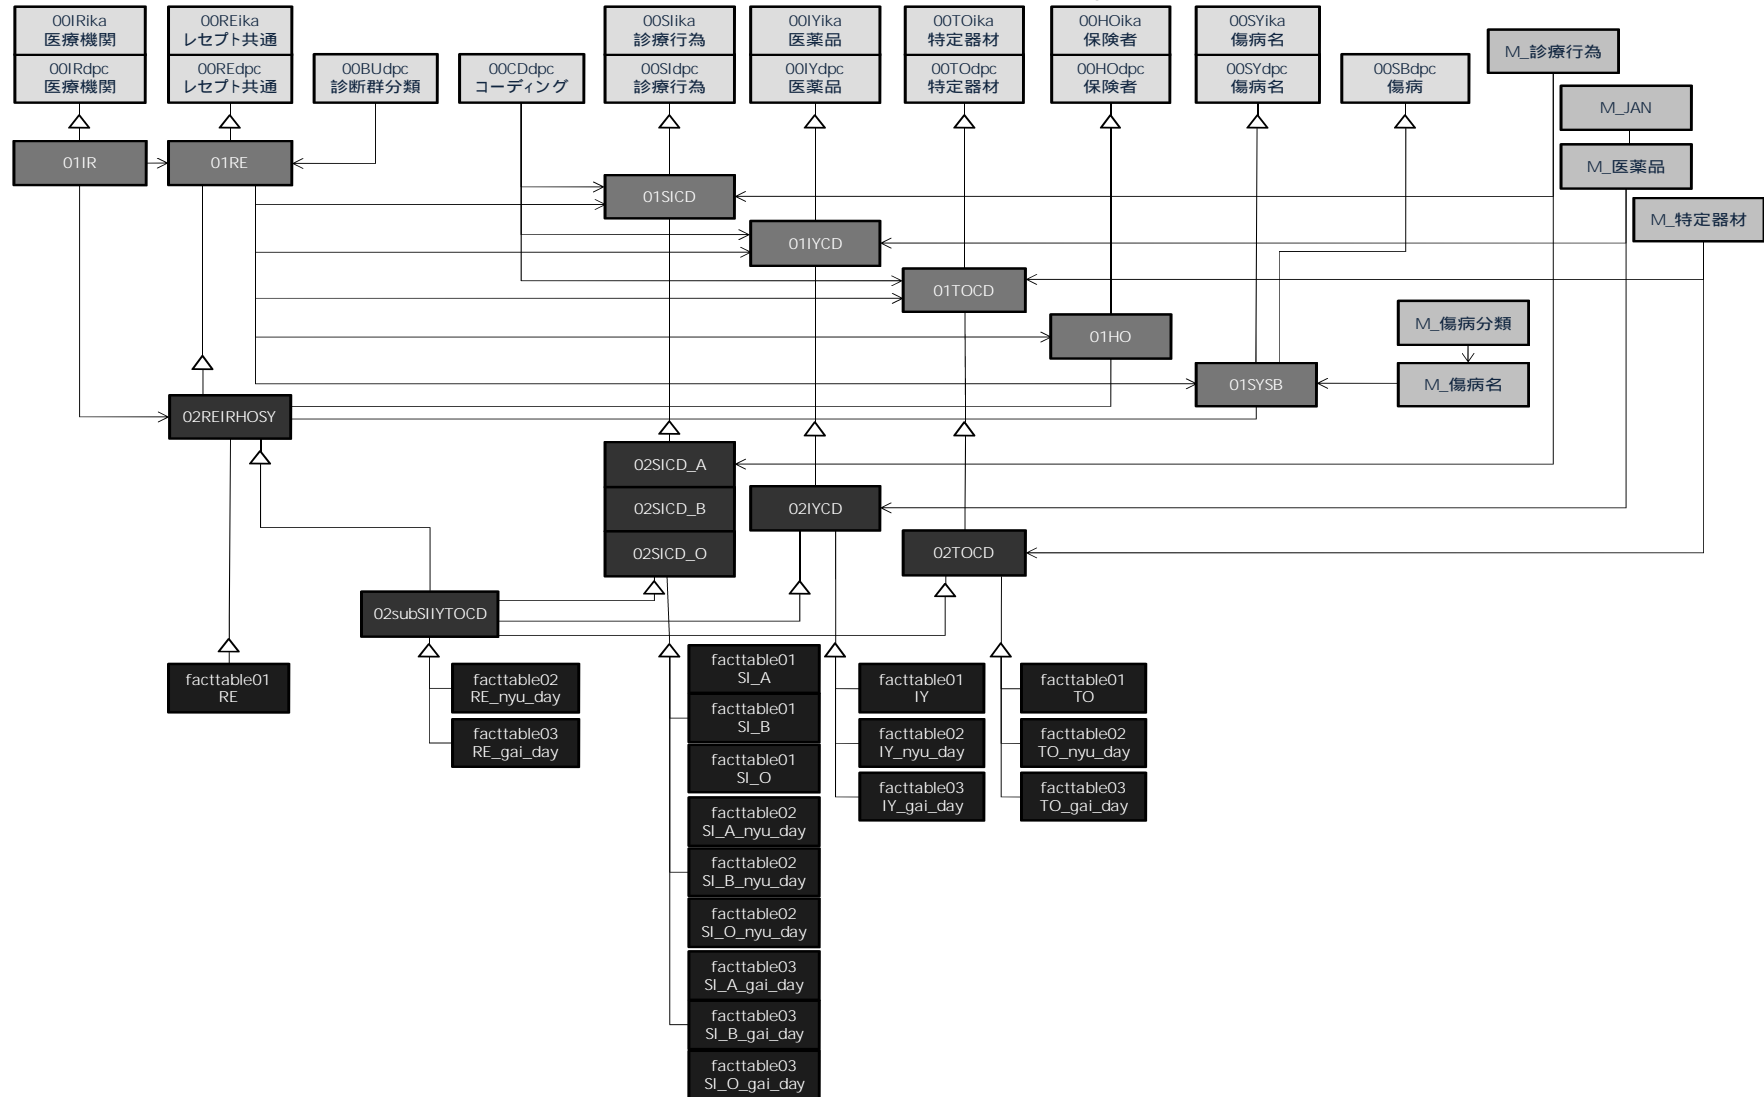 00IRika
医療機関
00IRdpc
医療機関
00REika
レセプト共通
00REdpc
レセプト共通
00BUdpc
診断群分類
00CDdpc
コーディング
00SIika
診療行為
00SIdpc
診療行為
00IYika
医薬品
00IYdpc
医薬品
00TOika
特定器材
00TOdpc
特定器材
00HOika
保険者
00HOdpc
保険者
00SYika
傷病名
00SYdpc
傷病名
00SBdpc
傷病
M_診療行為
M_JAN
M_医薬品
M_特定器材
01IR
01RE
01SICD
01IYCD
01TOCD
01HO
01SYSB
M_傷病分類
M_傷病名
02REIRHOSY
02SICD_A
02SICD_B
02SICD_O
02IYCD
02TOCD
02subSIIYTOCD
facttable01
RE
facttable02
RE_nyu_day
facttable03
RE_gai_day
facttable01
SI_A
facttable01
SI_B
facttable01
SI_O
facttable02
SI_A_nyu_day
facttable02
SI_B_nyu_day
facttable02
SI_O_nyu_day
facttable03
SI_A_gai_day
facttable03
SI_B_gai_day
facttable03
SI_O_gai_day
facttable01
IY
facttable02
IY_nyu_day
facttable03
IY_gai_day
facttable01
TO
facttable02
TO_nyu_day
facttable03
TO_gai_day